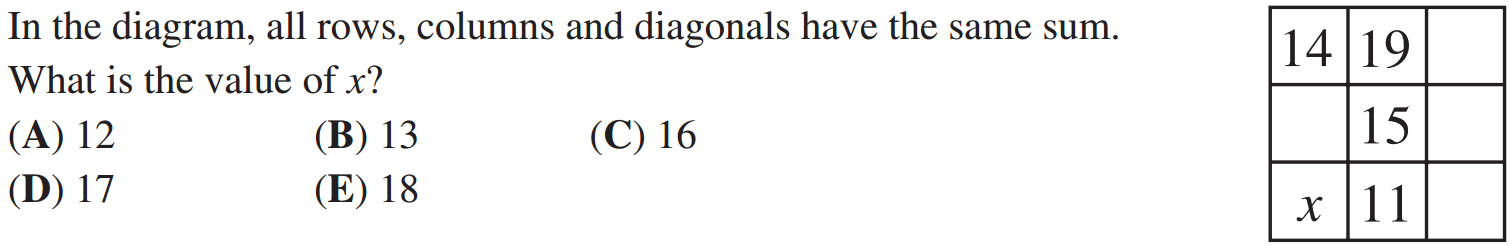 In the diagram, all rows, columns and diagonals have the same sum.
What is the value of x?
(A) 12 (B) 13 (C) 16
(D) 17 (E) 18
14 19
15
x 11